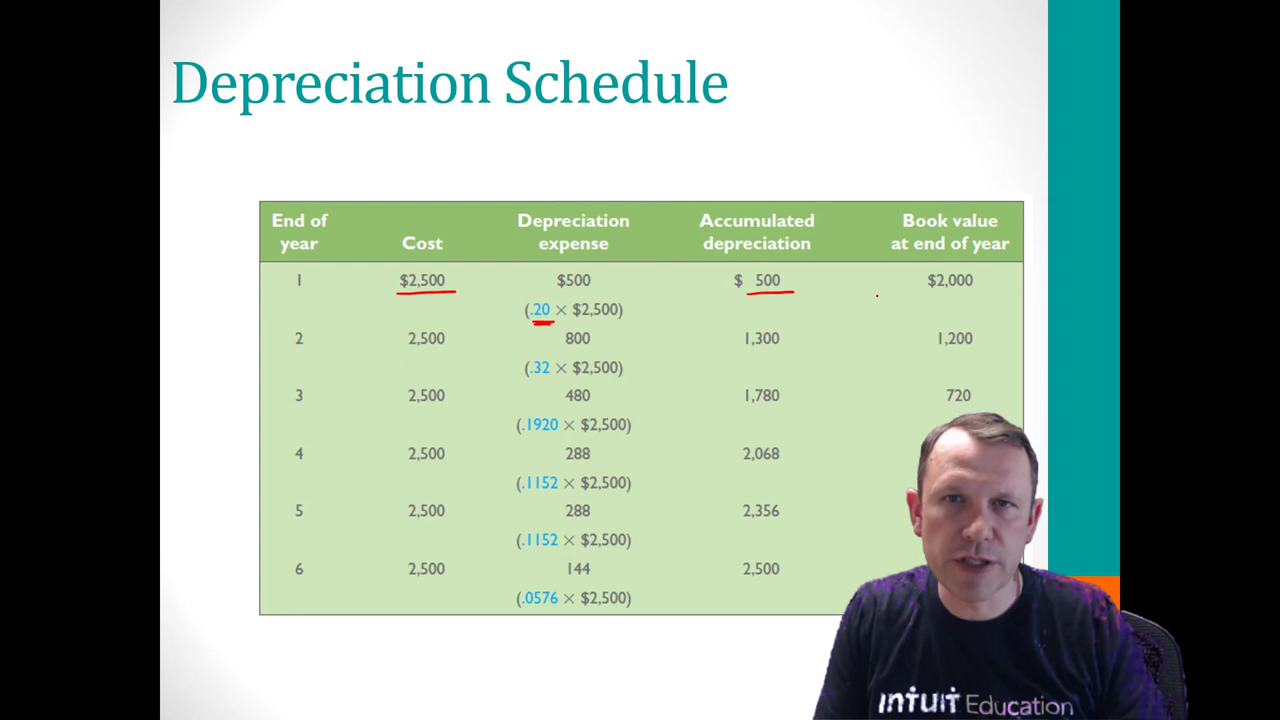 Depreciation Schedule
End of year Cost Depreciation expense Accumulated depreciation Book value at end of year
1 $2,500 $500 $ 500 $2,000
(.20 × $2,500)
2 2,500 800 1,300 1,200
(.32 × $2,500)
3 2,500 480 1,780 720
(.1920 × $2,500)
4 2,500 288 2,068
(.1152 × $2,500)
5 2,500 288 2,356
(.1152 × $2,500)
6 2,500 144 2,500
(.0576 × $2,500)
INTUIT Education